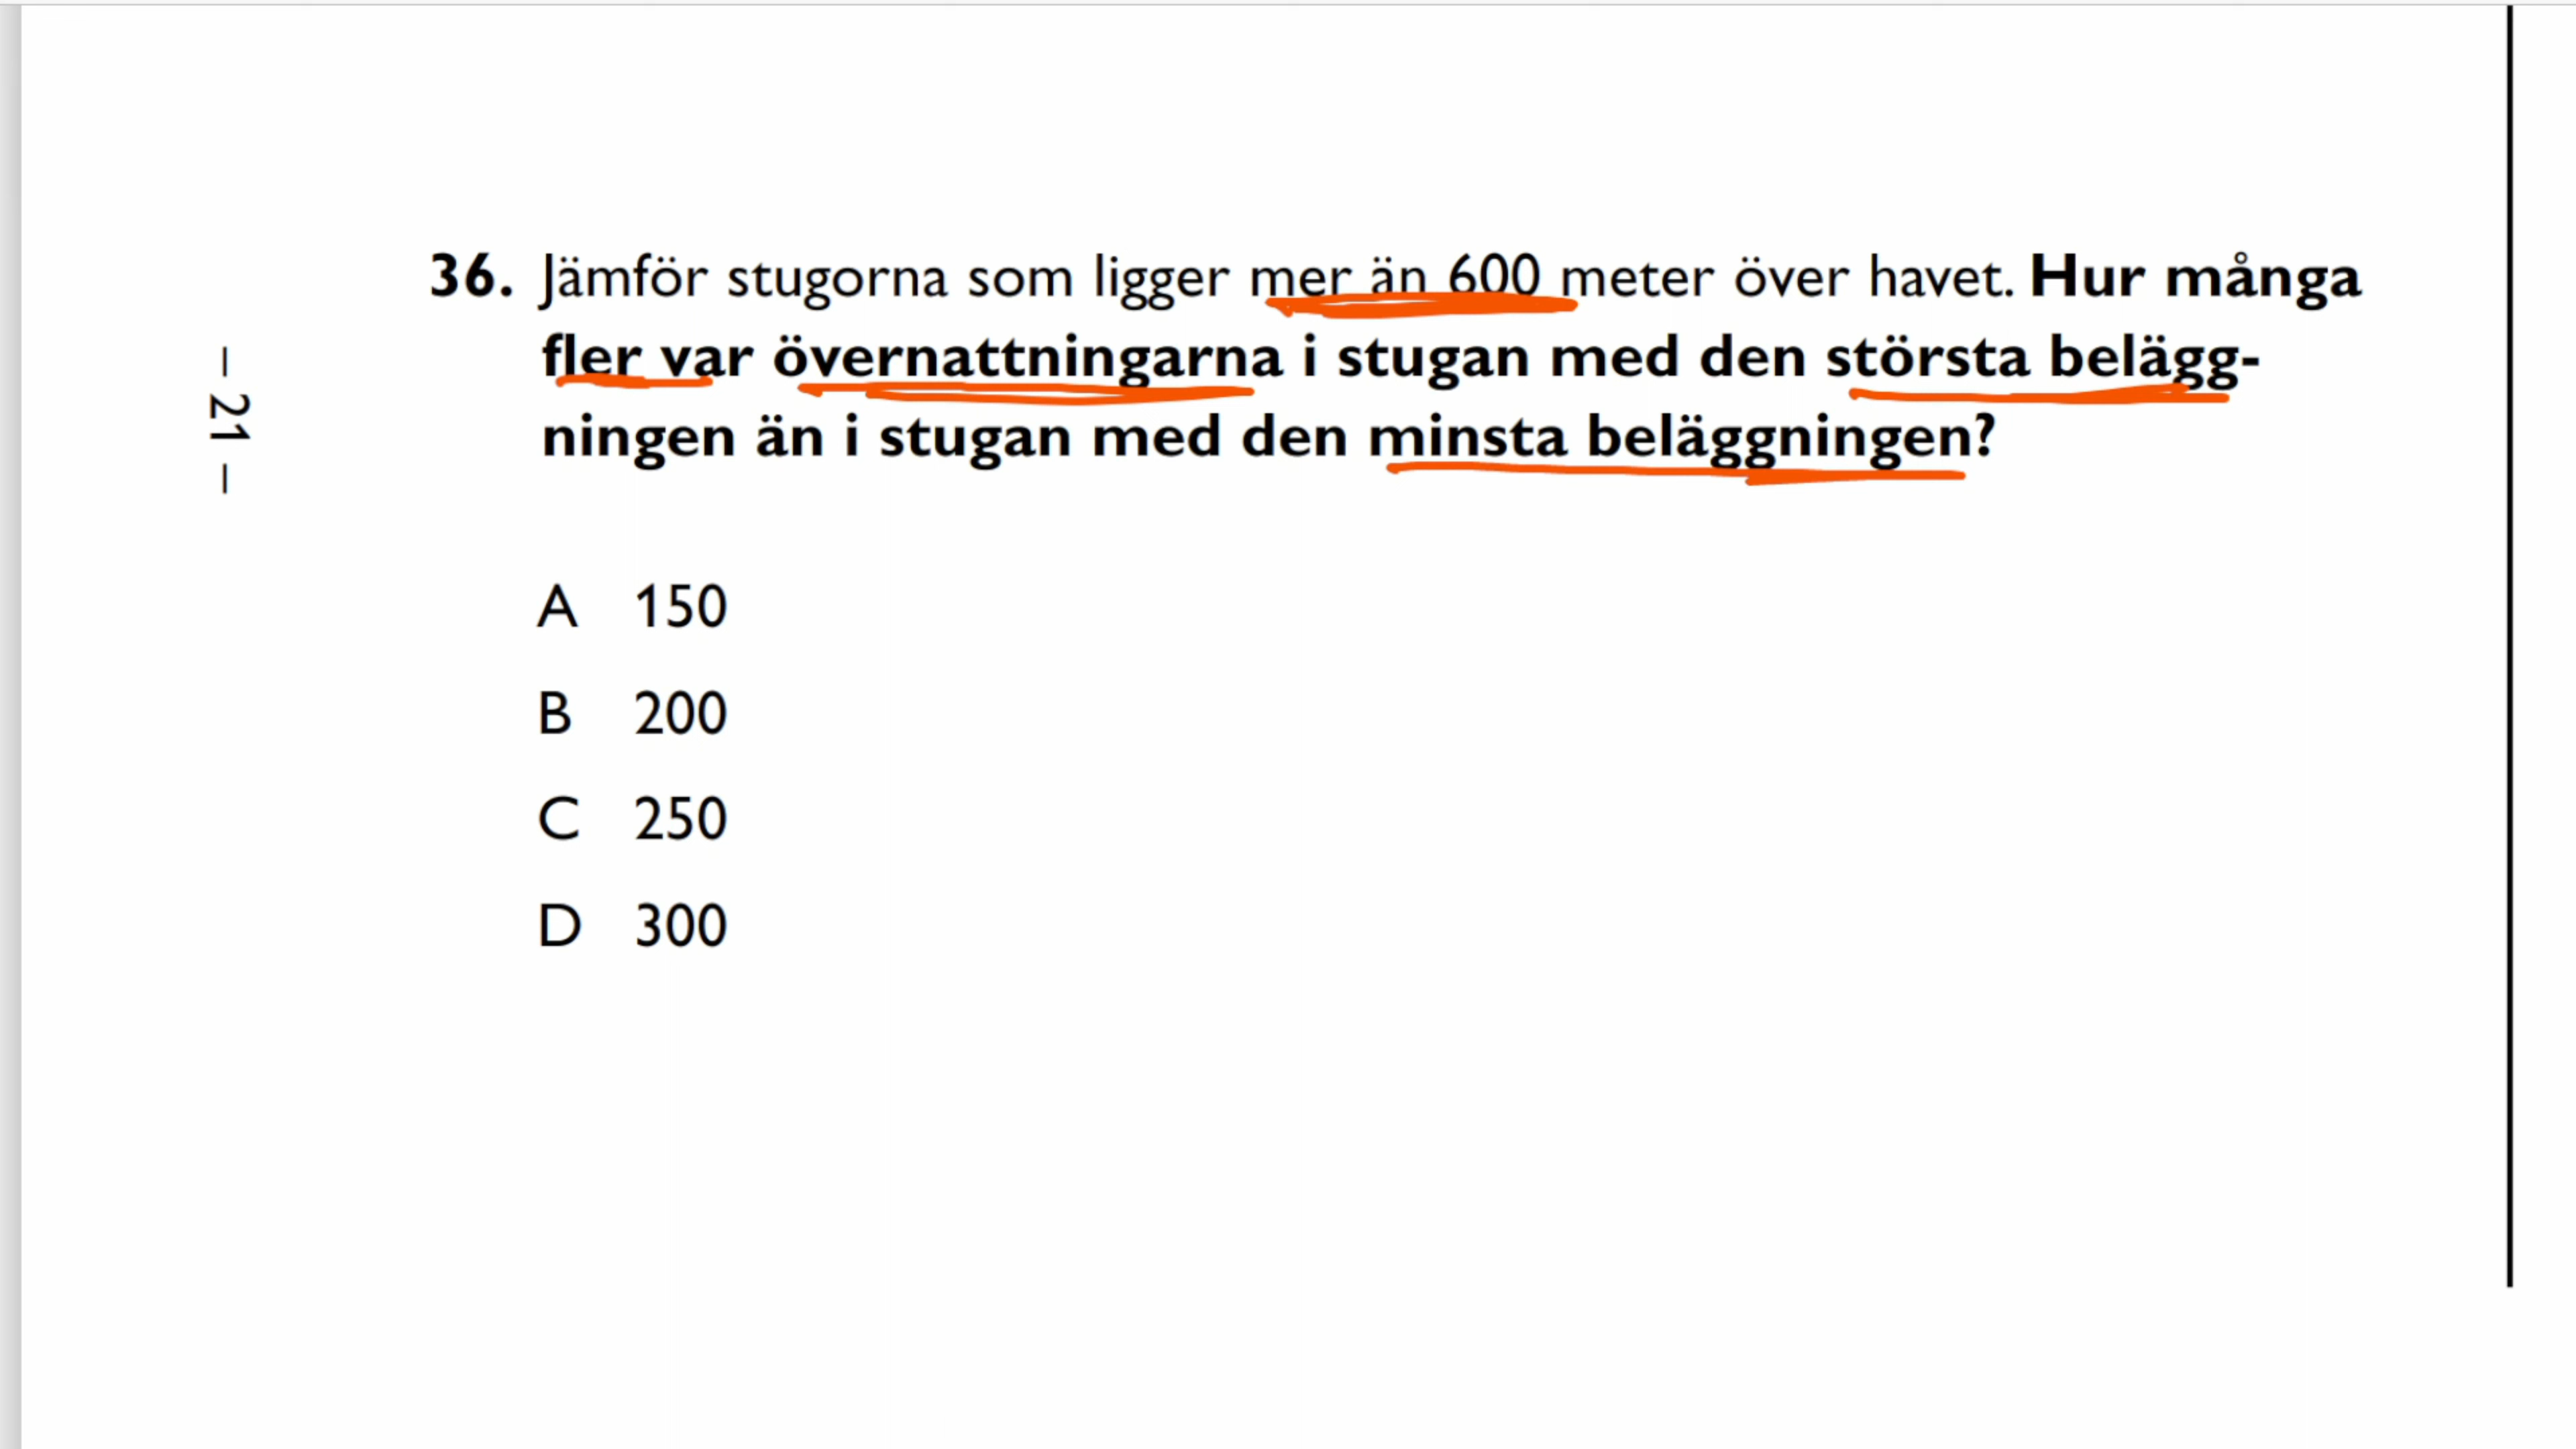 36. Jämför stugorna som ligger mer än 600 meter över havet. Hur många
fler var övernattningarna i stugan med den största belägg-
ningen än i stugan med den minsta beläggningen?
A 150
B 200
C 250
D 300
– 21 –